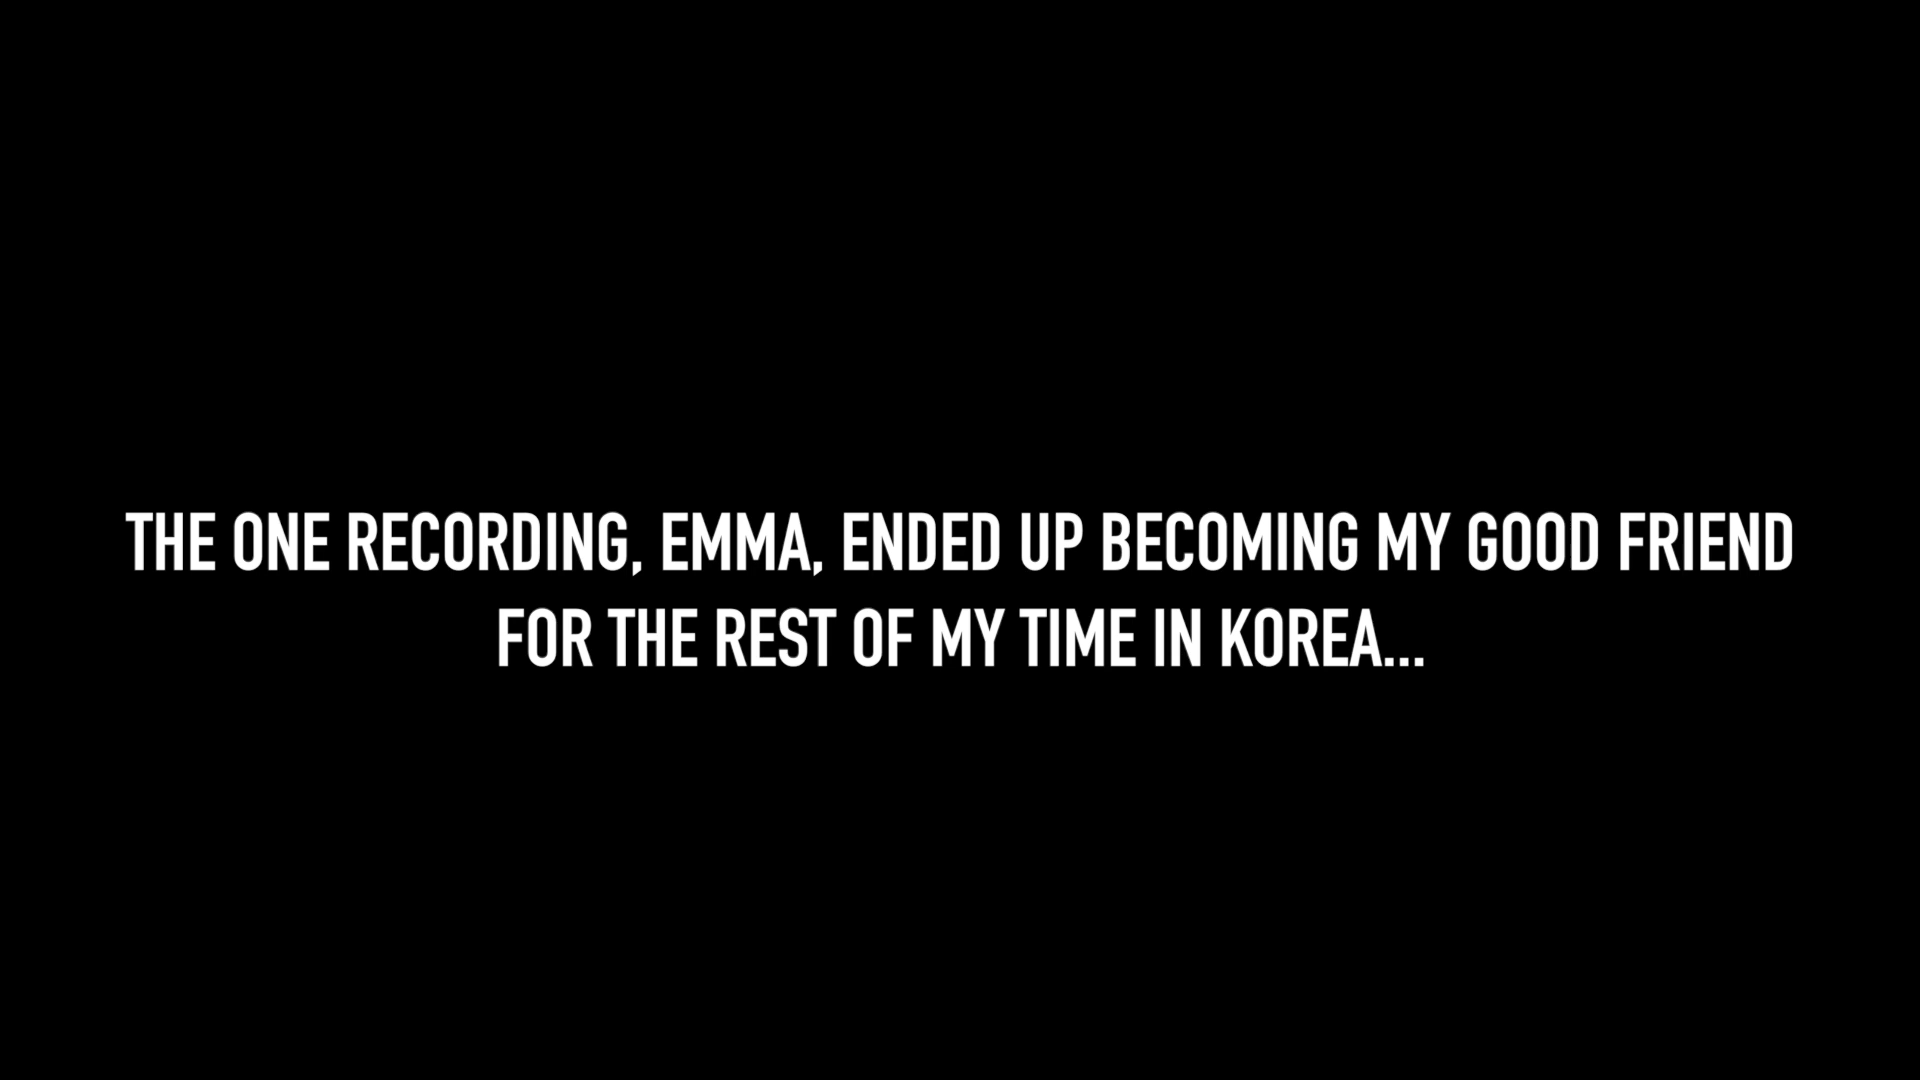 THE ONE RECORDING, EMMA, ENDED UP BECOMING MY GOOD FRIEND
FOR THE REST OF MY TIME IN KOREA...